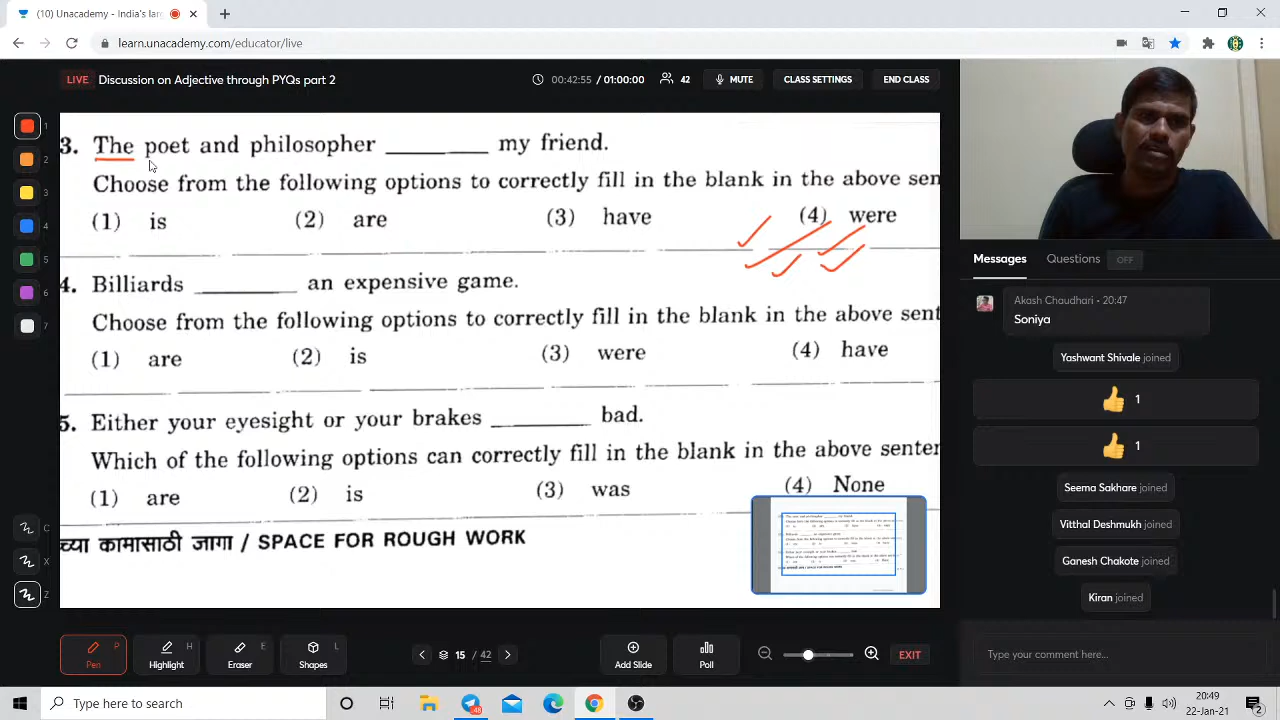 (10) Unacademy - India's lar
learn.unacademy.com/educator/live
LIVE Discussion on Adjective through PYQs part 2 00:42:55 / 01:00:00 42 MUTE CLASS SETTINGS END CLASS
3. The poet and philosopher ________ my friend.
Choose from the following options to correctly fill in the blank in the above sen
(1) is (2) are (3) have (4) were
4. Billiards ________ an expensive game.
Choose from the following options to correctly fill in the blank in the above sent
(1) are (2) is (3) were (4) have
5. Either your eyesight or your brakes ________ bad.
Which of the following options can correctly fill in the blank in the above senter
(1) are (2) is (3) was (4) None
च्या कामासाठी जागा / SPACE FOR ROUGH WORK
1
2
3
4
5
6
7
C
V
Z
Messages Questions OFF
Akash Chaudhari • 20:47
Soniya
Yashwant Shivale joined
1
1
Seema Sakhare joined
Vitthal Deshmukh joined
Ganesh Chakote joined
Kiran joined
Type your comment here...
Pen P
Highlight H
Eraser E
Shapes L
15 / 42
Add Slide
Poll
EXIT
Type here to search
48
20:49
22-Jan-21
2